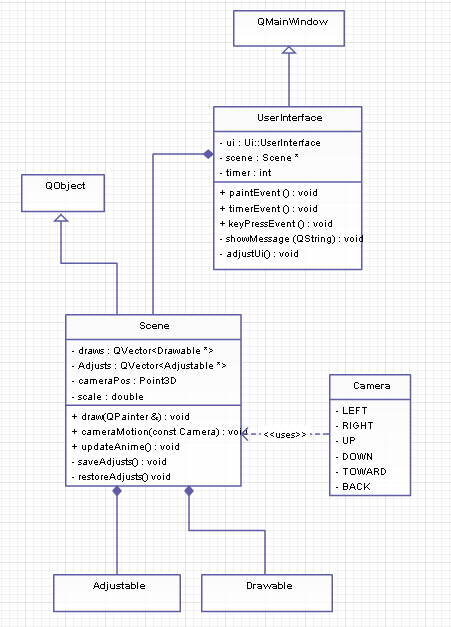 QMainWindow
UserInterface
- ui : Ui::UserInterface
- scene : Scene *
- timer : int
+ paintEvent () : void
+ timerEvent () : void
+ keyPressEvent () : void
- showMessage (QString) : void
- adjustUi() : void
QObject
Scene
- draws : QVector<Drawable *>
- Adjusts : QVector<Adjustable *>
- cameraPos : Point3D
- scale : double
+ draw(QPainter &) : void
+ cameraMotion(const Camera) : void
+ updateAnime() : void
- saveAdjusts() : void
- restoreAdjusts() void
<<uses>>
Camera
- LEFT
- RIGHT
- UP
- DOWN
- TOWARD
- BACK
Adjustable
Drawable